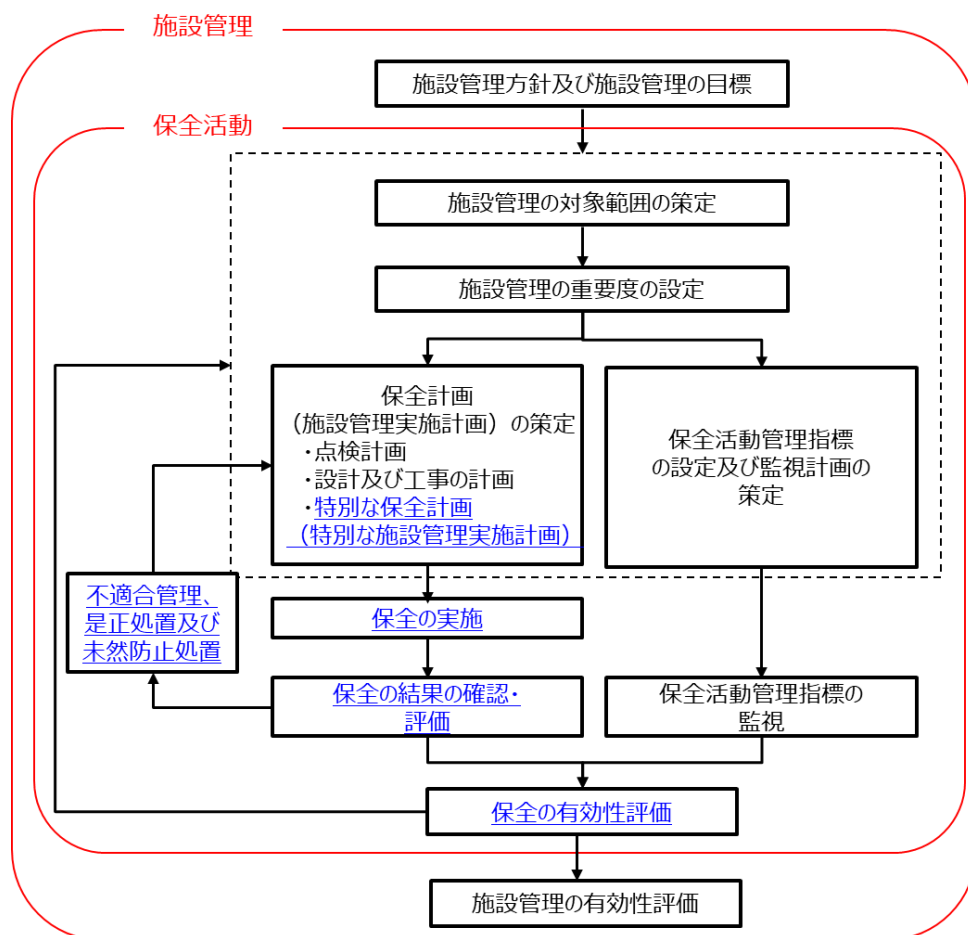 施設管理
施設管理方針及び施設管理の目標
保全活動
施設管理の対象範囲の策定
施設管理の重要度の設定
保全計画
（施設管理実施計画）の策定
・点検計画
・設計及び工事の計画
・特別な保全計画
（特別な施設管理実施計画）
保全活動管理指標
の設定及び監視計画の
策定
不適合管理、
是正処置及び
未然防止処置
保全の実施
保全の結果の確認・
評価
保全活動管理指標の
監視
保全の有効性評価
施設管理の有効性評価